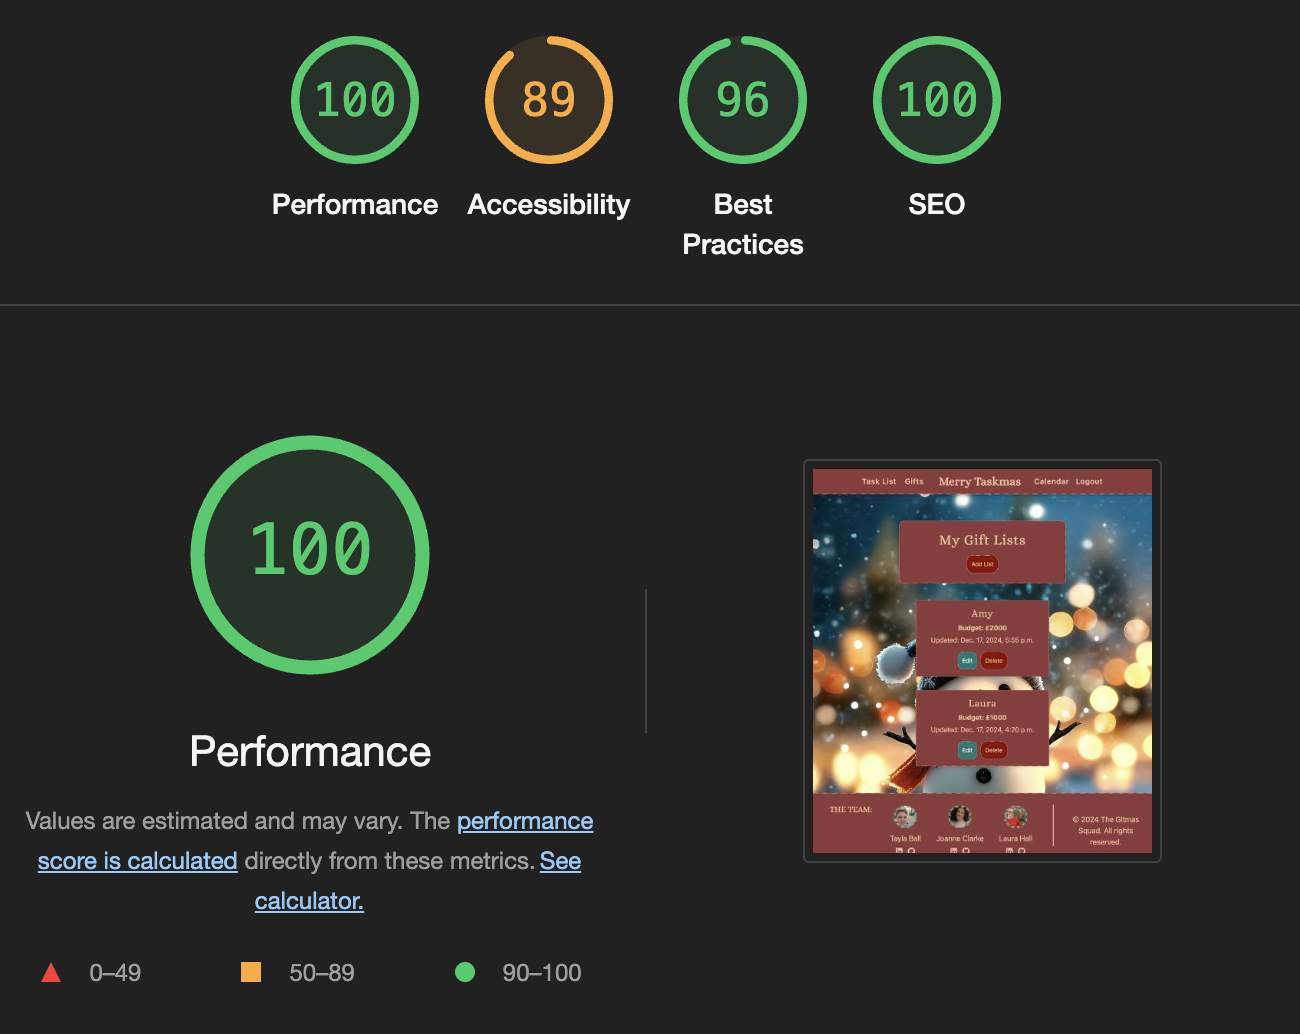 100
89
96
100
Performance
Accessibility
Best
Practices
SEO
100
Performance
Values are estimated and may vary. The performance
score is calculated directly from these metrics. See
calculator.
0–49
50–89
90–100
Task List Gifts Merry Taskmas Calendar Logout
My Gift Lists
Add List
Amy
Budget: £2000
Updated: Dec. 17, 2024, 5:55 p.m.
Edit Delete
Laura
Budget: £1000
Updated: Dec. 17, 2024, 4:20 p.m.
Edit Delete
THE TEAM:
Tayla Ball Joanne Clarke Laura Hall
© 2024 The Gitmas
Squad. All rights
reserved.